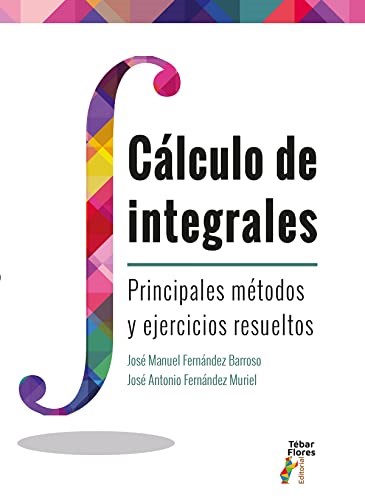 Cálculo de
integrales
Principales métodos
y ejercicios resueltos
José Manuel Fernández Barroso
José Antonio Fernández Muriel
Tébar
Flores
Editorial